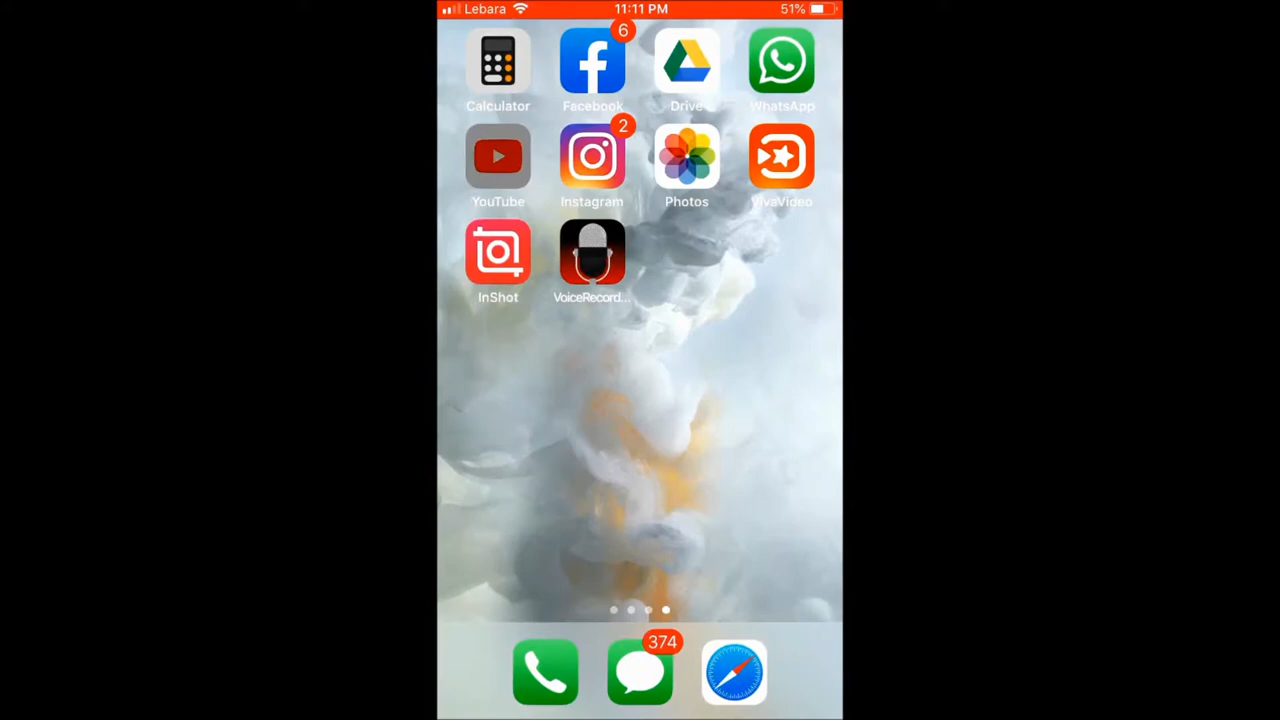 Lebara 11:11 PM 51%
6
Calculator Facebook Drive WhatsApp
2
YouTube Instagram Photos VivaVideo
InShot VoiceRecord...
374